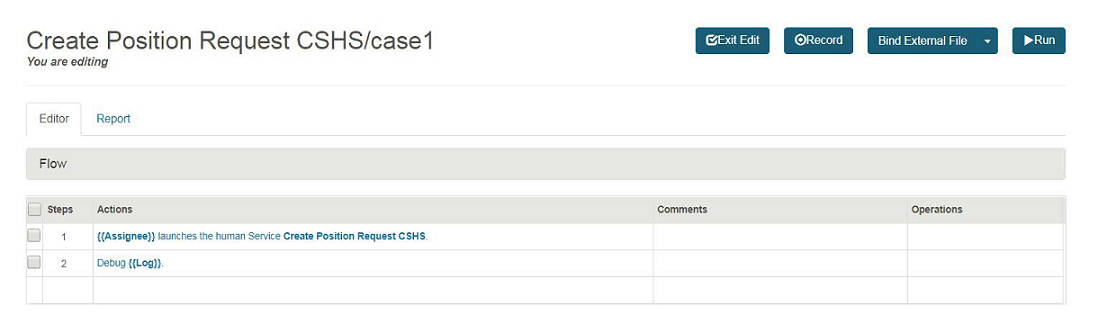 Create Position Request CSHS/case1
You are editing
Exit Edit
Record
Bind External File
Run
Editor
Report
Flow
Steps Actions Comments Operations
1 {{Assignee}} launches the human Service Create Position Request CSHS.
2 Debug {{Log}}.